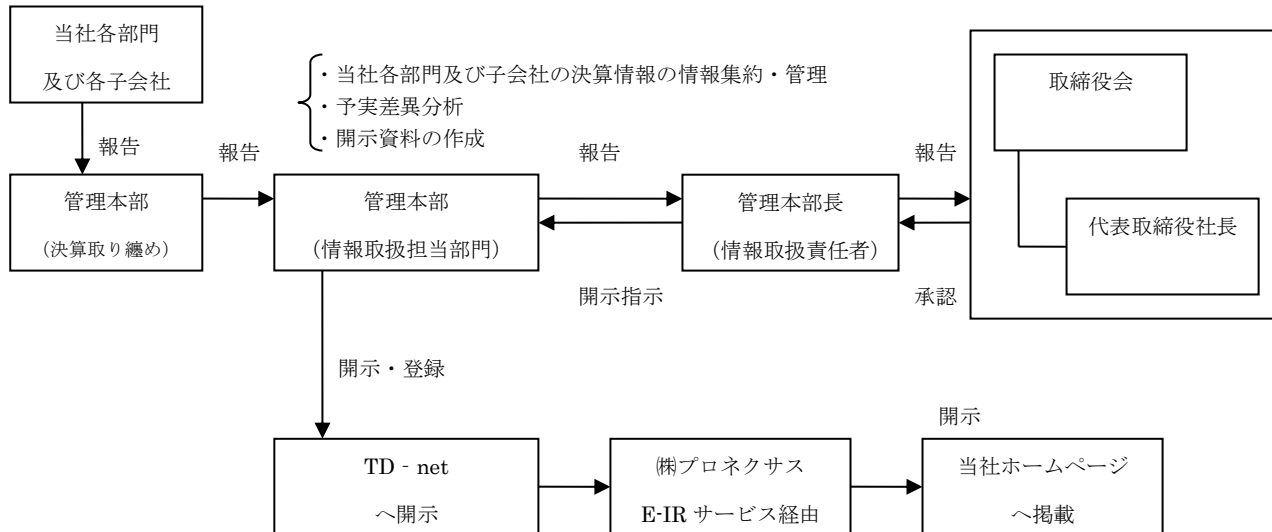 当社各部門
及び各子会社
・当社各部門及び子会社の決算情報の情報集約・管理
・予実差異分析
・開示資料の作成
取締役会
報告
報告
報告
報告
管理本部
(決算取り纏め)
管理本部
(情報取扱担当部門)
管理本部長
(情報取扱責任者)
代表取締役社長
開示指示
承認
開示・登録
開示
TD‐net
へ開示
㈱プロネクサス
E-IR サービス経由
当社ホームページ
へ掲載